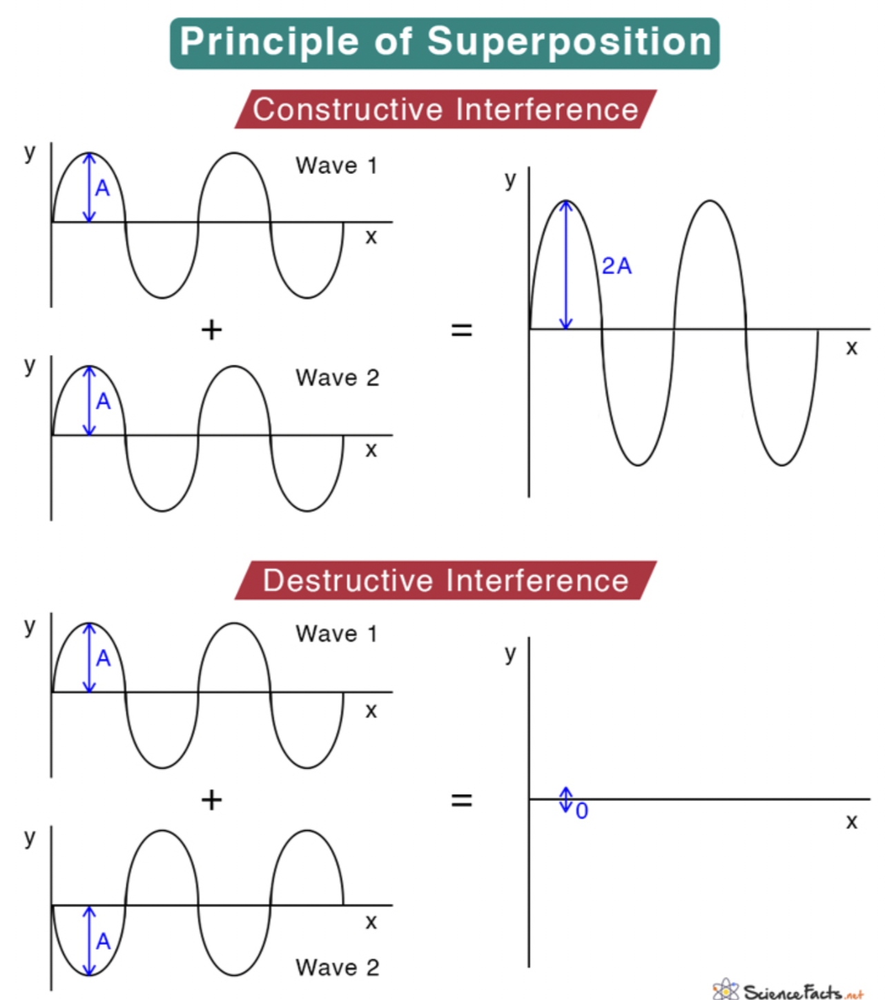 Principle of Superposition
Constructive Interference
y
A
Wave 1
x
+
y
A
Wave 2
x
=
y
2A
x
Destructive Interference
y
A
Wave 1
x
+
y
A
x
Wave 2
=
y
0
x
ScienceFacts.net